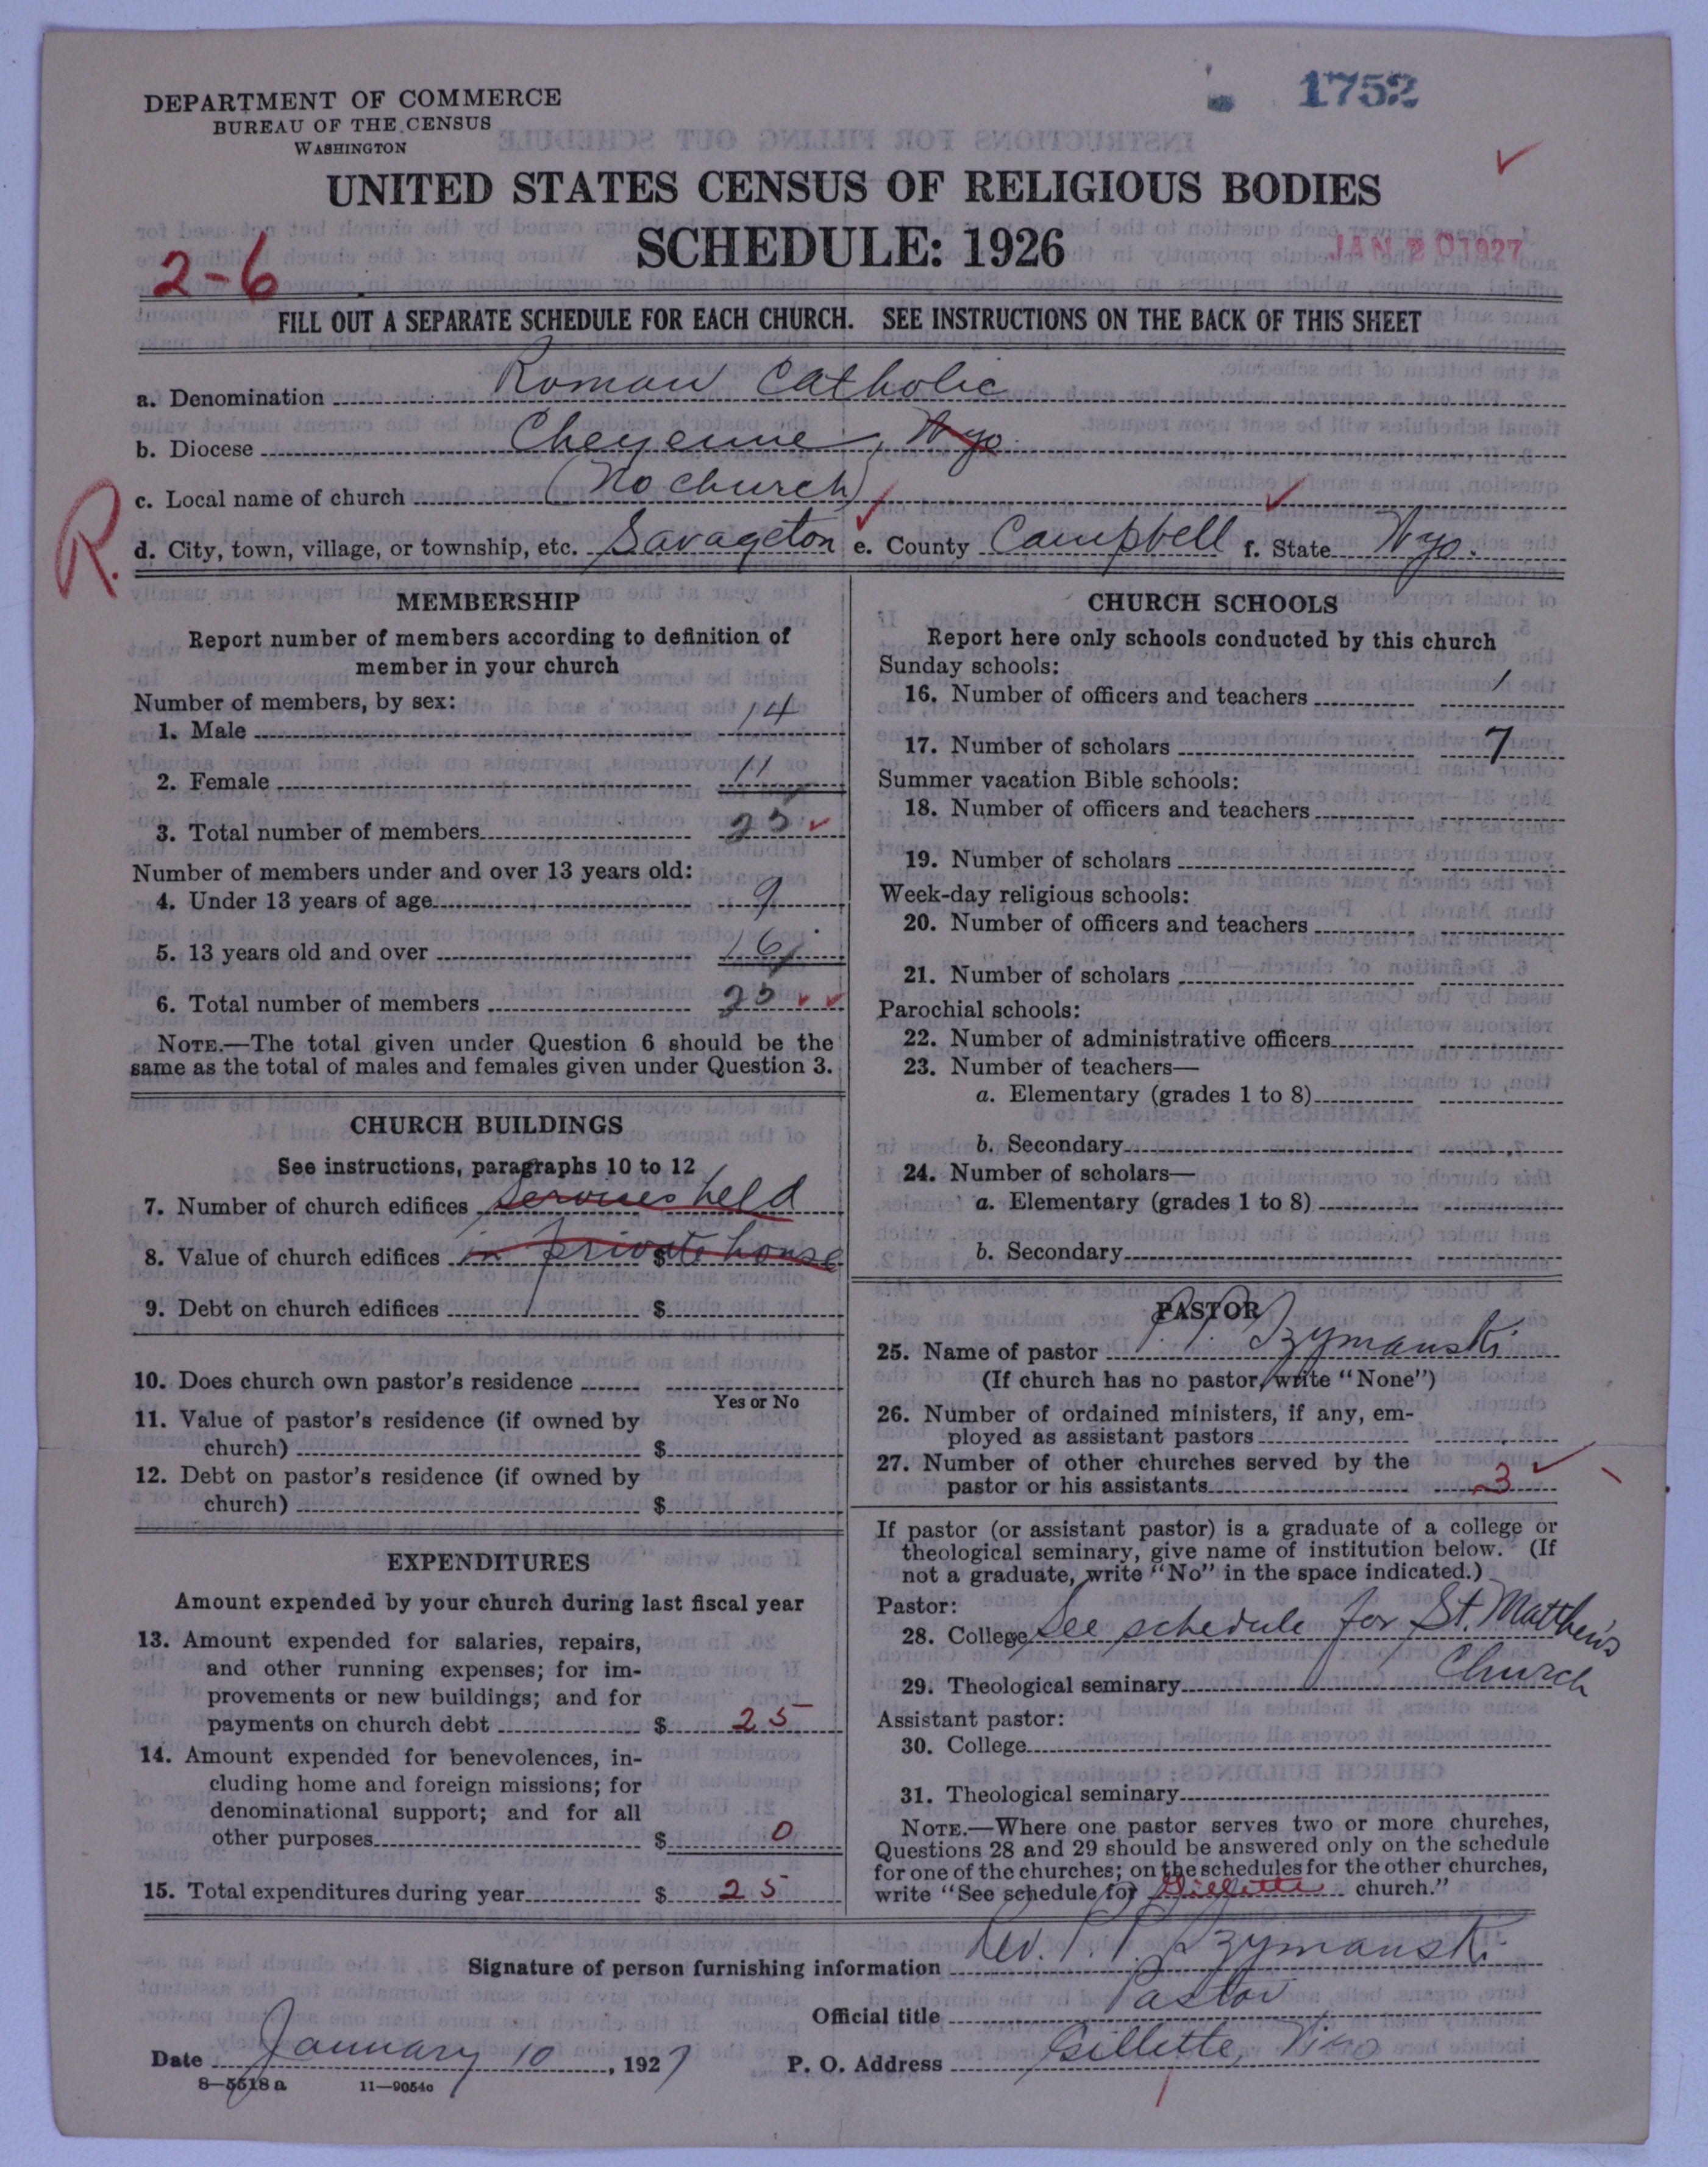 1752
DEPARTMENT OF COMMERCE
BUREAU OF THE CENSUS
WASHINGTON
UNITED STATES CENSUS OF RELIGIOUS BODIES
SCHEDULE: 1926
JAN 20 1927
2-6
FILL OUT A SEPARATE SCHEDULE FOR EACH CHURCH. SEE INSTRUCTIONS ON THE BACK OF THIS SHEET
a. Denomination Roman Catholic
b. Diocese Cheyenne, Wyo.
c. Local name of church (No church)
R. d. City, town, village, or township, etc. Savageton e. County Campbell f. State Wyo.
MEMBERSHIP
Report number of members according to definition of
member in your church
Number of members, by sex:
1. Male 14
2. Female 11
3. Total number of members 25
Number of members under and over 13 years old:
4. Under 13 years of age 9
5. 13 years old and over 16
6. Total number of members 25
NOTE.—The total given under Question 6 should be the
same as the total of males and females given under Question 3.
CHURCH BUILDINGS
See instructions, paragraphs 10 to 12
7. Number of church edifices Services held
8. Value of church edifices in private house $
9. Debt on church edifices $
10. Does church own pastor's residence
Yes or No
11. Value of pastor's residence (if owned by
church) $
12. Debt on pastor's residence (if owned by
church) $
EXPENDITURES
Amount expended by your church during last fiscal year
13. Amount expended for salaries, repairs,
and other running expenses; for im-
provements or new buildings; and for
payments on church debt $ 25
14. Amount expended for benevolences, in-
cluding home and foreign missions; for
denominational support; and for all
other purposes $ 0
15. Total expenditures during year $ 25
CHURCH SCHOOLS
Report here only schools conducted by this church
Sunday schools:
16. Number of officers and teachers 1
17. Number of scholars 7
Summer vacation Bible schools:
18. Number of officers and teachers
19. Number of scholars
Week-day religious schools:
20. Number of officers and teachers
21. Number of scholars
Parochial schools:
22. Number of administrative officers
23. Number of teachers—
a. Elementary (grades 1 to 8)
b. Secondary
24. Number of scholars—
a. Elementary (grades 1 to 8)
b. Secondary
PASTOR
25. Name of pastor P. P. Szymanski
(If church has no pastor, write "None")
26. Number of ordained ministers, if any, em-
ployed as assistant pastors
27. Number of other churches served by the
pastor or his assistants 3
If pastor (or assistant pastor) is a graduate of a college or
theological seminary, give name of institution below. (If
not a graduate, write "No" in the space indicated.)
Pastor:
28. College See schedule for St. Matthew's
29. Theological seminary Church
Assistant pastor:
30. College
31. Theological seminary
NOTE.—Where one pastor serves two or more churches,
Questions 28 and 29 should be answered only on the schedule
for one of the churches; on the schedules for the other churches,
write "See schedule for Gillette church."
Signature of person furnishing information Rev. P. P. Szymanski
Official title Pastor
Date January 10, 1927 P. O. Address Gillette,
8—5518a 11—9054c